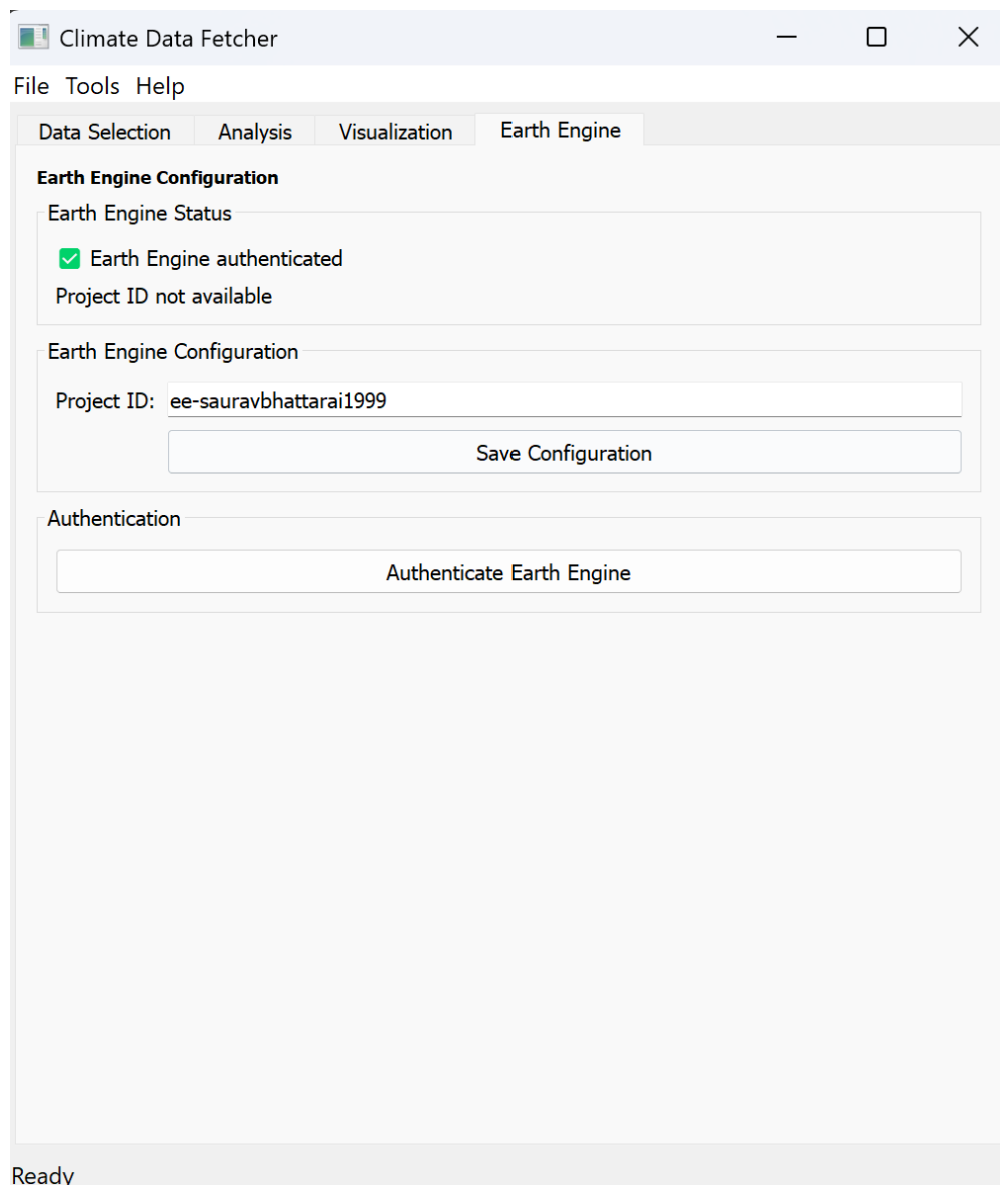 Climate Data Fetcher
File Tools Help
Data Selection Analysis Visualization Earth Engine
Earth Engine Configuration
Earth Engine Status
Earth Engine authenticated
Project ID not available
Earth Engine Configuration
Project ID: ee-sauravbhattarai1999
Save Configuration
Authentication
Authenticate Earth Engine
Ready